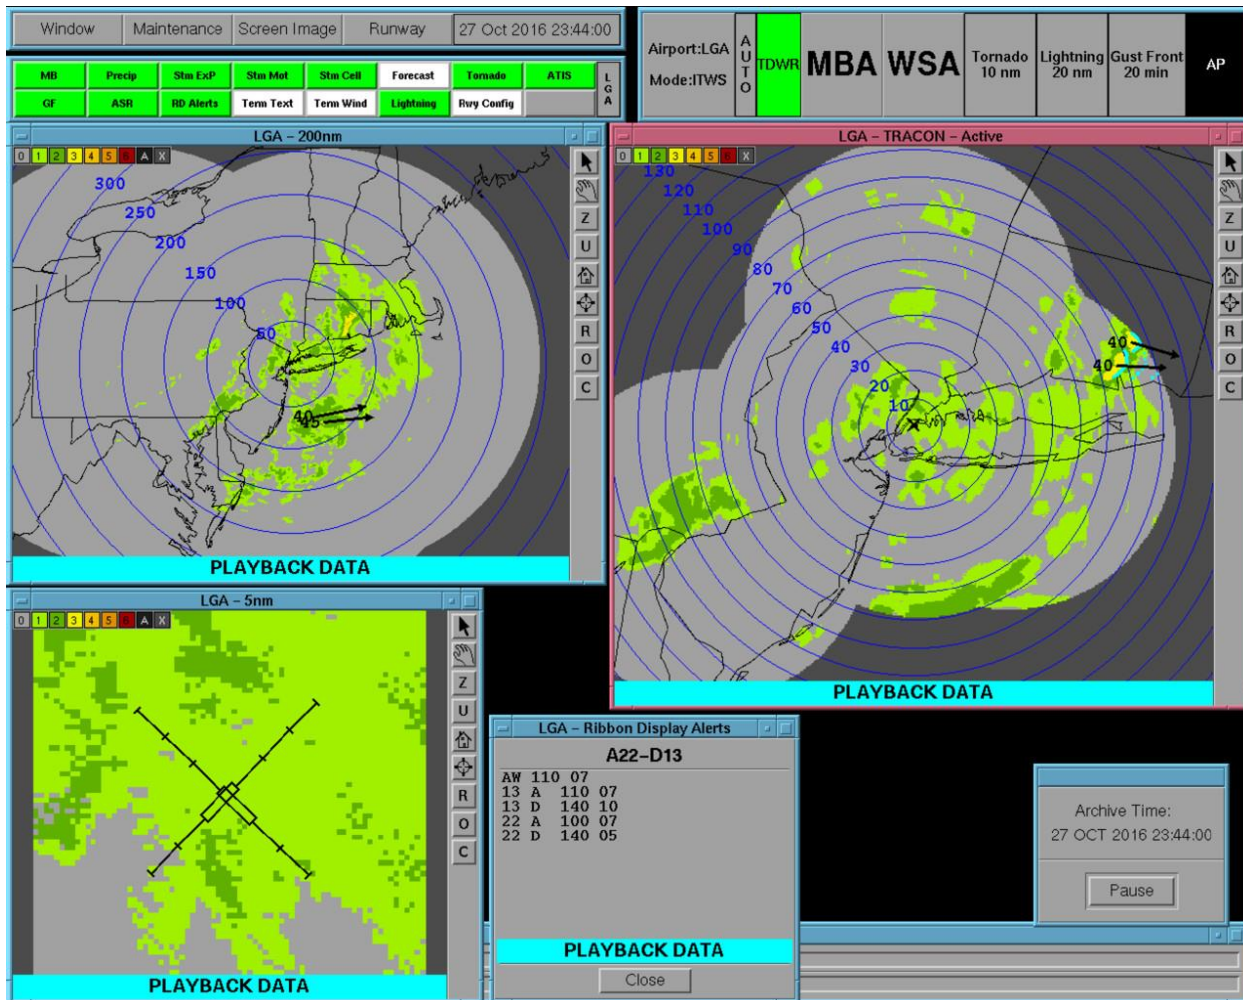 Window Maintenance Screen Image Runway 27 Oct 2016 23:44:00
MB Precip Stm ExP Stm Mot Stm Cell Forecast Tornado ATIS
GF ASR RD Alerts Term Text Term Wind Lightning Rwy Config
LGA
Airport:LGA
Mode:ITWS
AUTO
TDWR
MBA
WSA
Tornado
10 nm
Lightning
20 nm
Gust Front
20 min
AP
LGA – 200nm
0 1 2 3 4 5 6 A X
300
250
200
150
100
50
40
45
Z
U
R
O
C
PLAYBACK DATA
LGA – TRACON – Active
0 1 2 3 4 5 6 X
130
120
110
100
90
80
70
60
50
40
30
20
10
40
40
Z
U
R
O
C
PLAYBACK DATA
LGA – 5nm
0 1 2 3 4 5 6 A X
Z
U
R
O
C
PLAYBACK DATA
LGA – Ribbon Display Alerts
A22–D13
AW 110 07
13 A 110 07
13 D 140 10
22 A 100 07
22 D 140 05
PLAYBACK DATA
Close
Archive Time:
27 OCT 2016 23:44:00
Pause